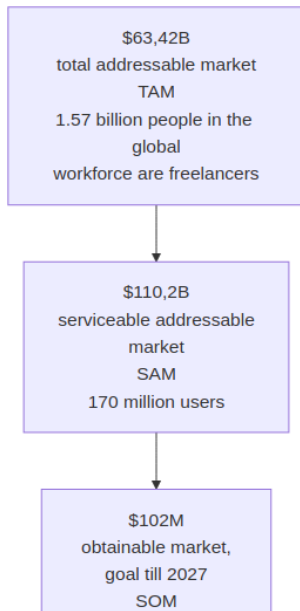 $63,42B
total addressable market
TAM
1.57 billion people in the
global
workforce are freelancers
$110,2B
serviceable addressable
market
SAM
170 million users
$102M
obtainable market,
goal till 2027
SOM